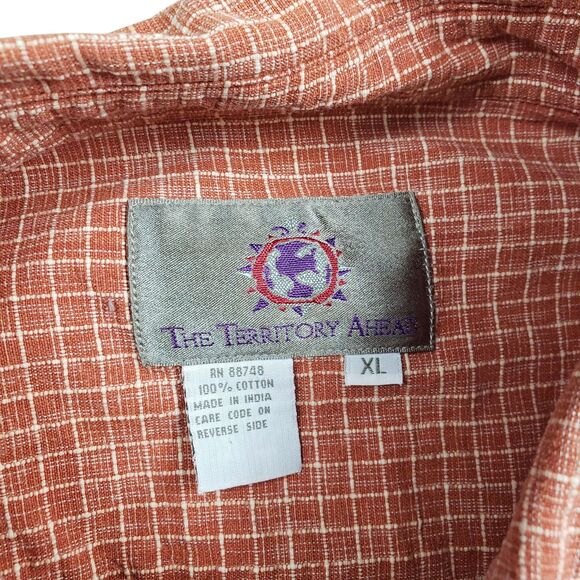 THE TERRITORY AHEAD
XL
RN 88748
100% COTTON
MADE IN INDIA
CARE CODE ON
REVERSE SIDE